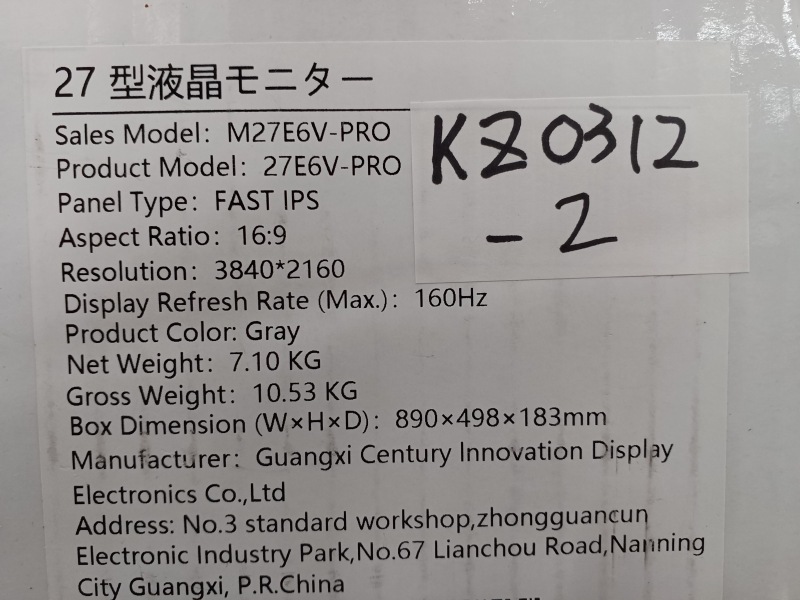 27 型液晶モニター
Sales Model: M27E6V-PRO
Product Model: 27E6V-PRO
Panel Type: FAST IPS
Aspect Ratio: 16:9
Resolution: 3840*2160
Display Refresh Rate (Max.): 160Hz
Product Color: Gray
Net Weight: 7.10 KG
Gross Weight: 10.53 KG
Box Dimension (W×H×D): 890×498×183mm
Manufacturer: Guangxi Century Innovation Display
Electronics Co.,Ltd
Address: No.3 standard workshop,zhongguancun
Electronic Industry Park,No.67 Lianchou Road,Nanning
City Guangxi, P.R.China
KZ0312
-2